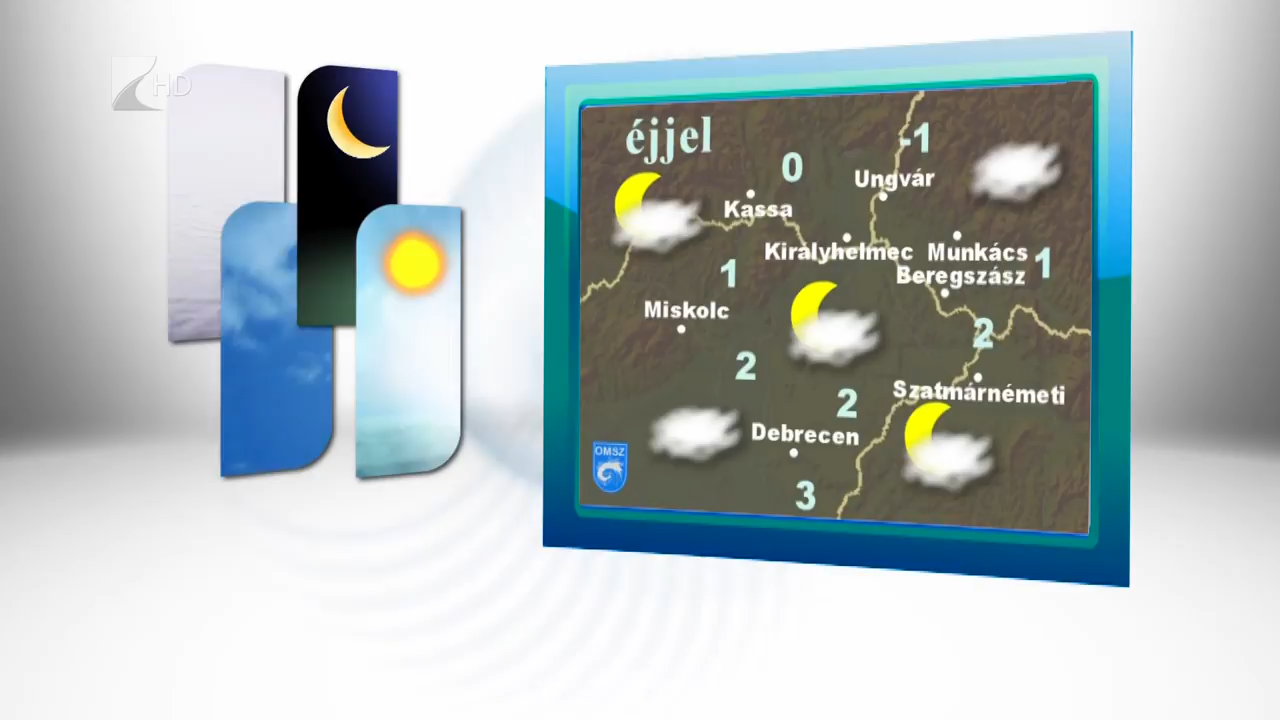 HD
éjjel
-1
0
Ungvár
Kassa
Királyhelmec
Munkács
1
Beregszász
1
Miskolc
2
2
Szatmárnémeti
2
Debrecen
OMSZ
3